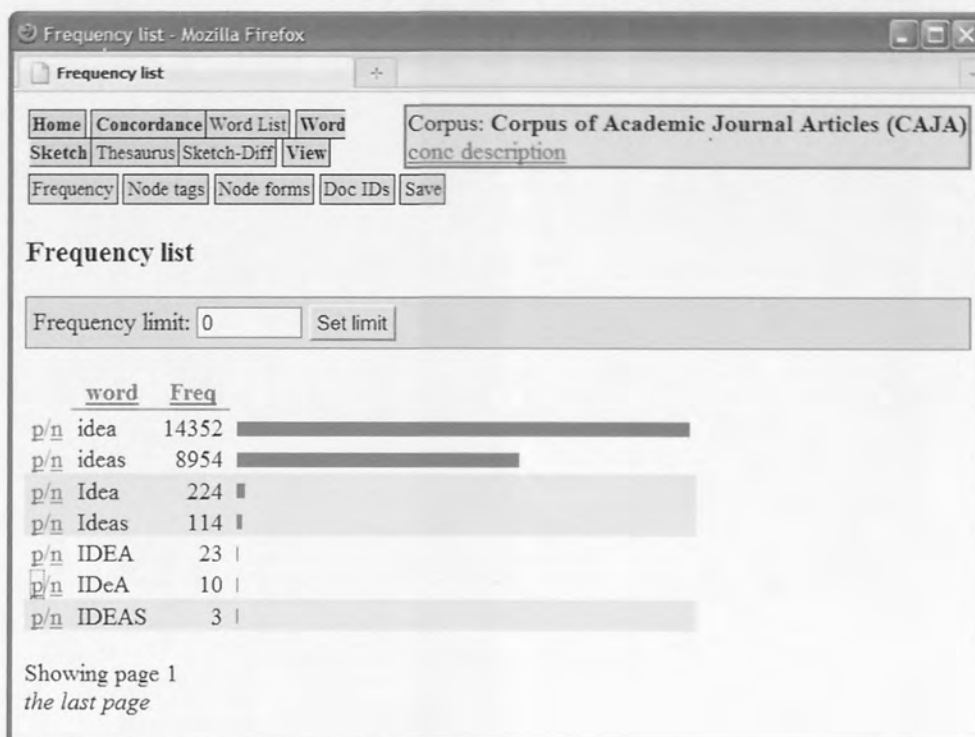 Frequency list - Mozilla Firefox
Frequency list
Home Concordance Word List Word
Sketch Thesaurus Sketch-Diff View
Corpus: Corpus of Academic Journal Articles (CAJA)
conc description
Frequency Node tags Node forms Doc IDs Save
Frequency list
Frequency limit: 0 Set limit
word Freq
p/n idea 14352
p/n ideas 8954
p/n Idea 224
p/n Ideas 114
p/n IDEA 23
p/n IDeA 10
p/n IDEAS 3
Showing page 1
the last page